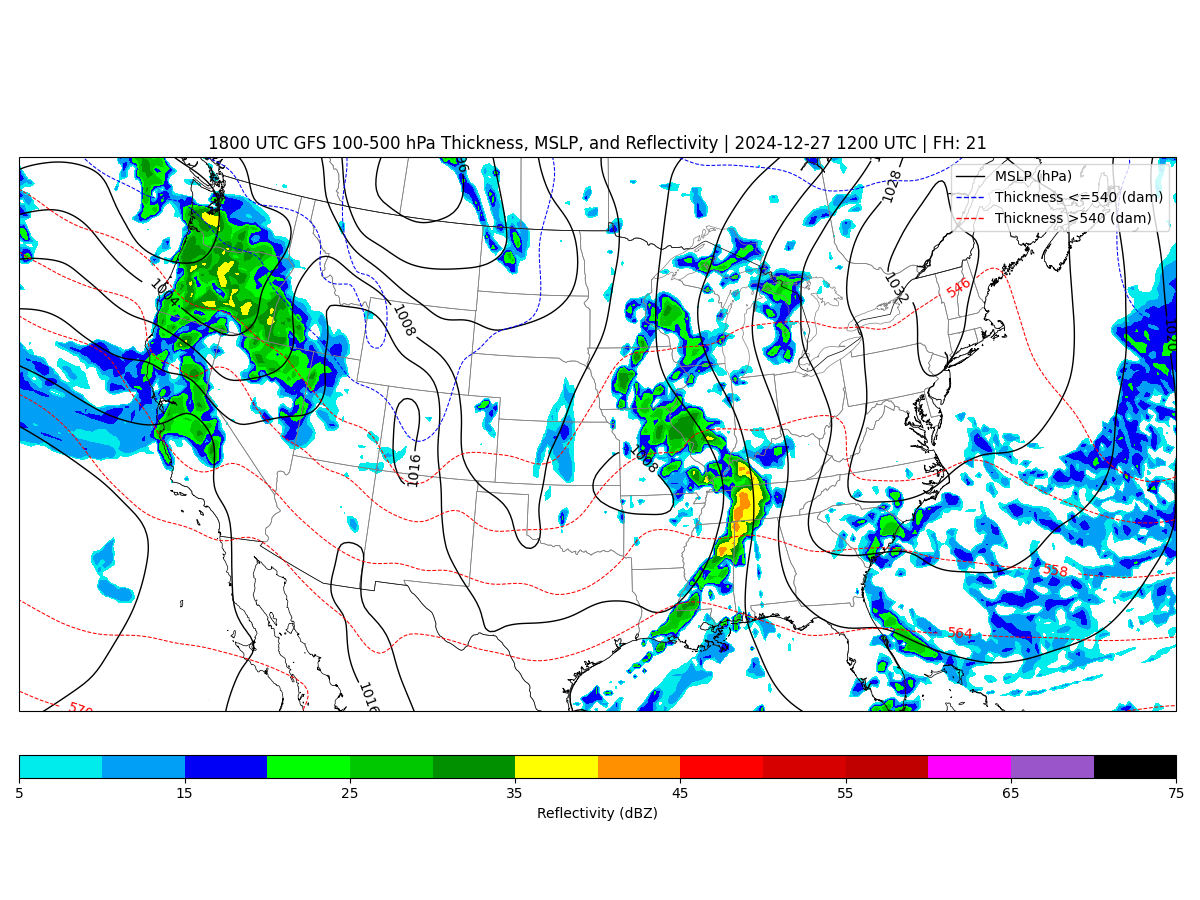 1800 UTC GFS 100-500 hPa Thickness, MSLP, and Reflectivity | 2024-12-27 1200 UTC | FH: 21
MSLP (hPa)
Thickness <=540 (dam)
Thickness >540 (dam)
1028
1032
546
1008
1016
1008
558
564
1016
5 15 25 35 45 55 65 75
Reflectivity (dBZ)